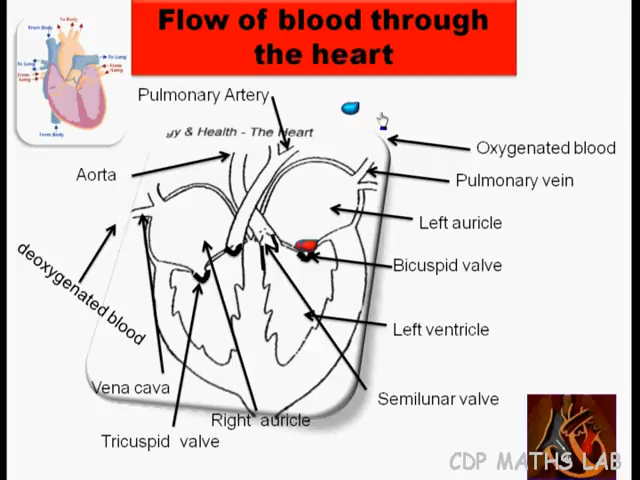 Flow of blood through
the heart
To Body
From Body
To Lung
To Lung
From
Lung
From
Lung
From Body
Pulmonary Artery
gy & Health - The Heart
Oxygenated blood
Aorta
Pulmonary vein
Left auricle
deoxygenated blood
Bicuspid valve
Left ventricle
Vena cava
Semilunar valve
Right auricle
Tricuspid valve
CDP MATHS LAB